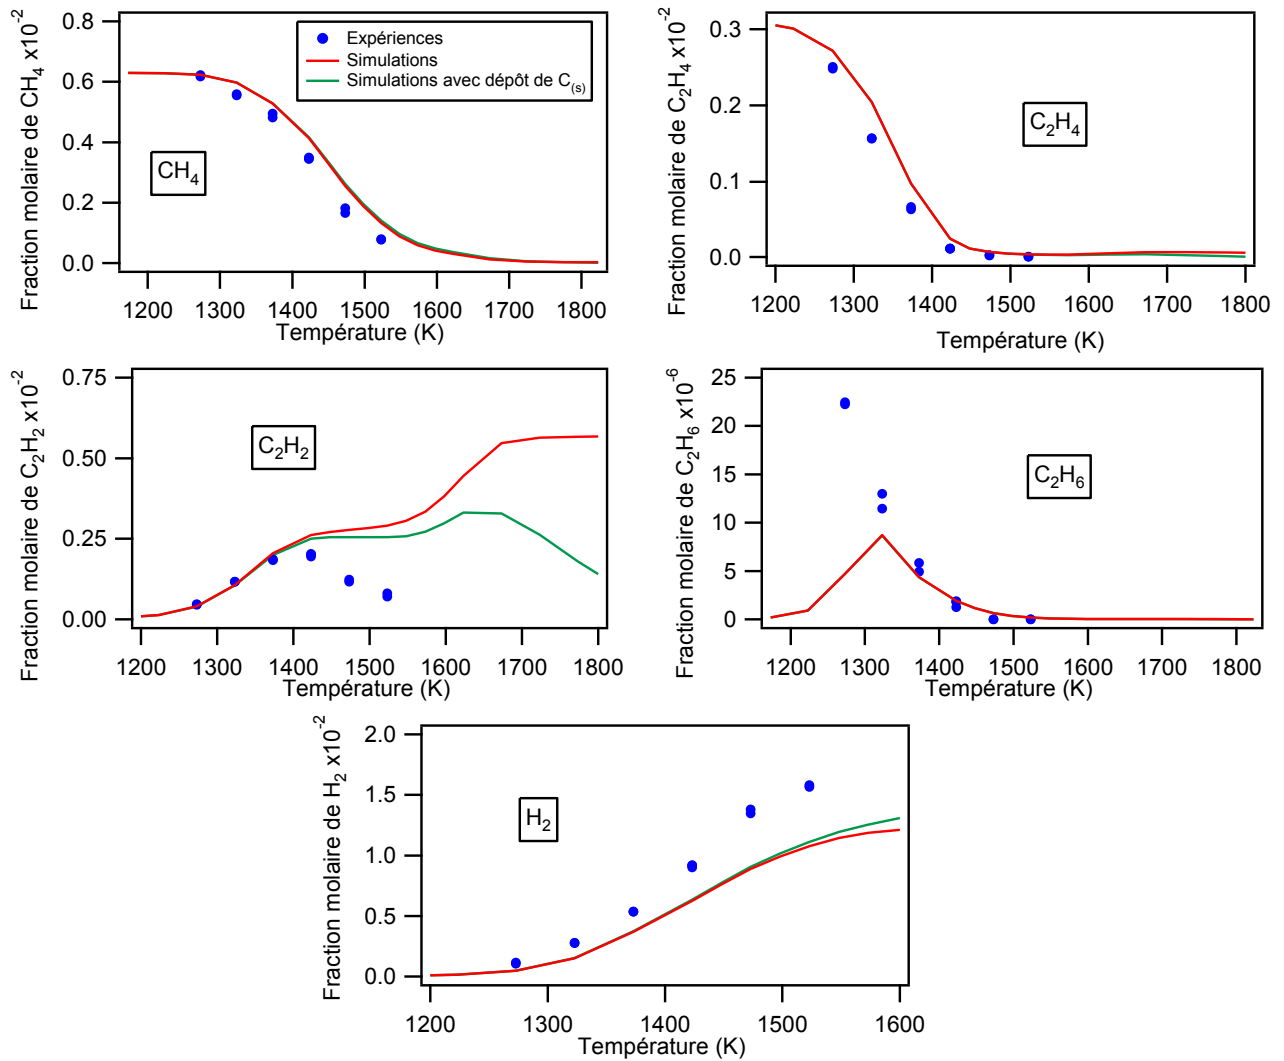 Fraction molaire de CH4 x10-2
0.8
0.6
0.4
0.2
0.0
Expériences
Simulations
Simulations avec dépôt de C(s)
CH4
1200 1300 1400 1500 1600 1700 1800
Température (K)
Fraction molaire de C2H4 x10-2
0.3
0.2
0.1
0.0
C2H4
1200 1300 1400 1500 1600 1700 1800
Température (K)
Fraction molaire de C2H2 x10-2
0.75
0.50
0.25
0.00
C2H2
1200 1300 1400 1500 1600 1700 1800
Température (K)
Fraction molaire de C2H6 x10-6
25
20
15
10
5
0
C2H6
1200 1300 1400 1500 1600 1700 1800
Température (K)
Fraction molaire de H2 x10-2
2.0
1.5
1.0
0.5
0.0
H2
1200 1300 1400 1500 1600
Température (K)